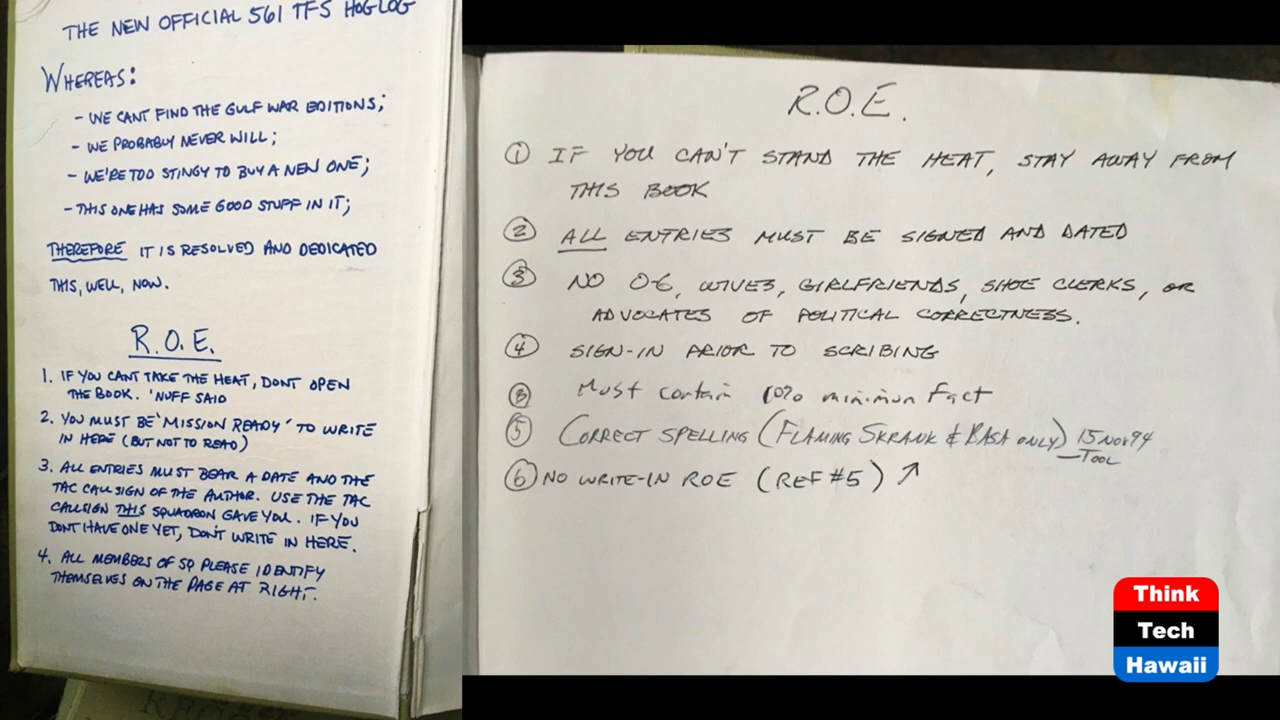 THE NEW OFFICIAL 561 TFS HOGLOG
WHEREAS:
- WE CANT FIND THE GULF WAR EDITIONS;
- WE PROBABLY NEVER WILL;
- WE'RE TOO STINGY TO BUY A NEW ONE;
- THIS ONE HAS SOME GOOD STUFF IN IT;
THEREFORE IT IS RESOLVED AND DEDICATED
THIS, WELL, NOW.
R.O.E.
1. IF YOU CANT TAKE THE HEAT, DONT OPEN
THE BOOK. 'NUFF SAID
2. YOU MUST BE 'MISSION READY' TO WRITE
IN HERE (BUT NOT TO READ)
3. ALL ENTRIES MUST BEAR A DATE AND THE
TAC CALLSIGN OF THE AUTHOR. USE THE TAC
CALLSIGN THIS SQUADRON GAVE YOU. IF YOU
DONT HAVE ONE YET, DON'T WRITE IN HERE.
4. ALL MEMBERS OF SQ PLEASE IDENTIFY
THEMSELVES ON THE PAGE AT RIGHT.
R.O.E.
① IF YOU CAN'T STAND THE HEAT, STAY AWAY FROM
THIS BOOK
② ALL ENTRIES MUST BE SIGNED AND DATED
③ NO O-6, WIVES, GIRLFRIENDS, SHOE CLERKS, OR
ADVOCATES OF POLITICAL CORRECTNESS.
④ SIGN-IN PRIOR TO SCRIBING
Must contain 10% minimun fact
⑤ CORRECT SPELLING (FLAMING SKRANK & BASA ONLY) 15 NOV 94
-TOOL
⑥ NO WRITE-IN ROE (REF #5) ↗
Think
Tech
Hawaii